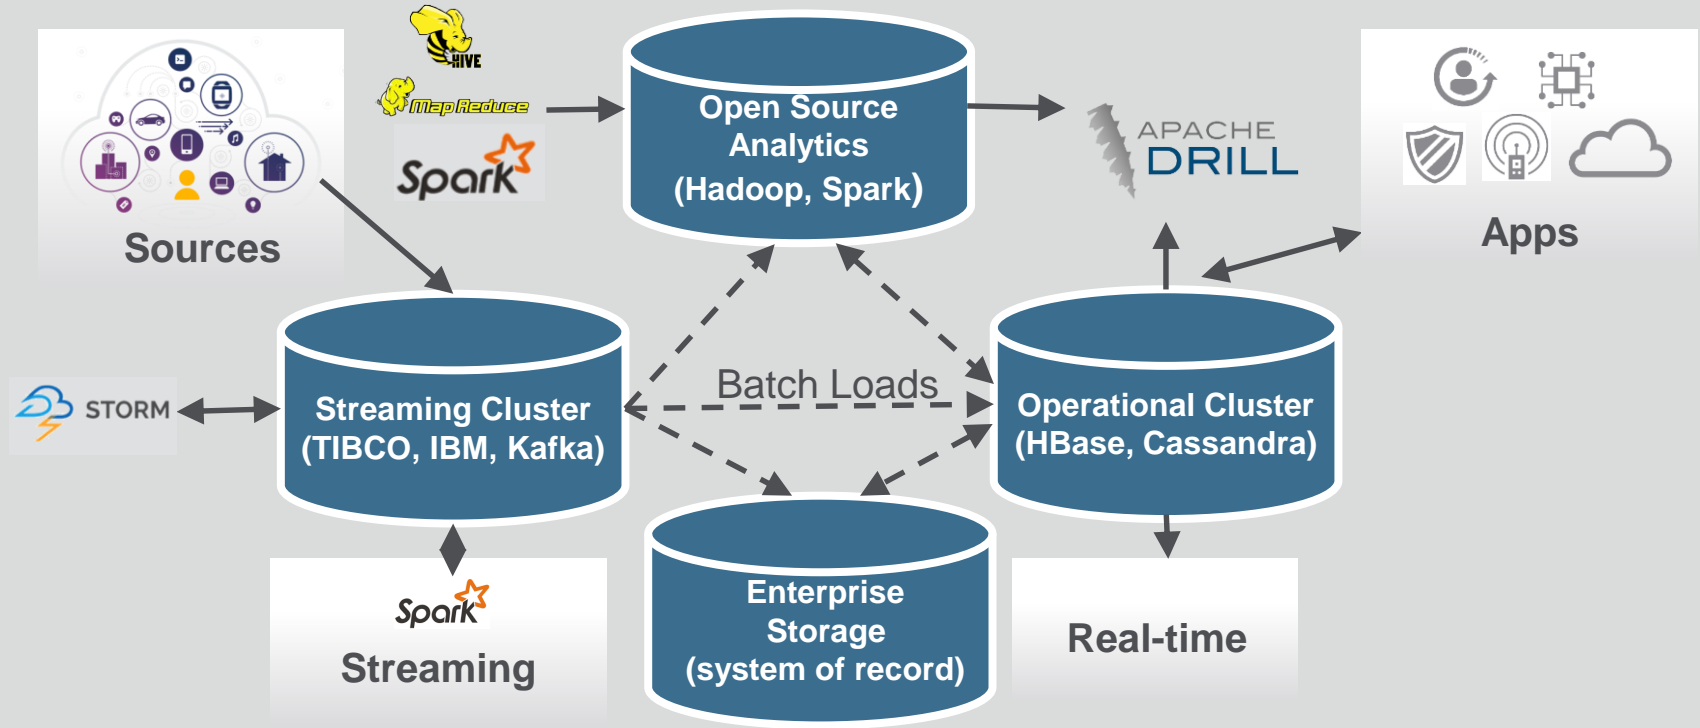 HIVE
Map Reduce
Spark
Sources
Open Source
Analytics
(Hadoop, Spark)
APACHE
DRILL
Apps
STORM
Streaming Cluster
(TIBCO, IBM, Kafka)
Batch Loads
Operational Cluster
(HBase, Cassandra)
Spark
Streaming
Enterprise
Storage
(system of record)
Real-time